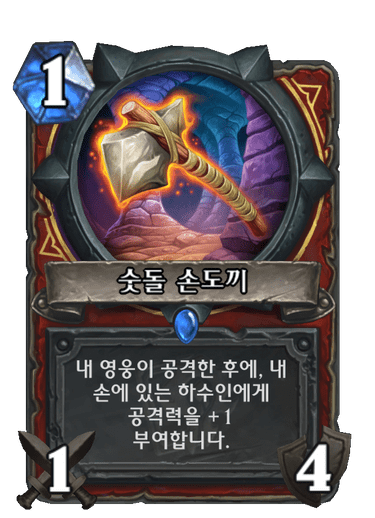 1
숫돌 손도끼
내 영웅이 공격한 후에, 내
손에 있는 하수인에게
공격력을 +1
부여합니다.
1
4